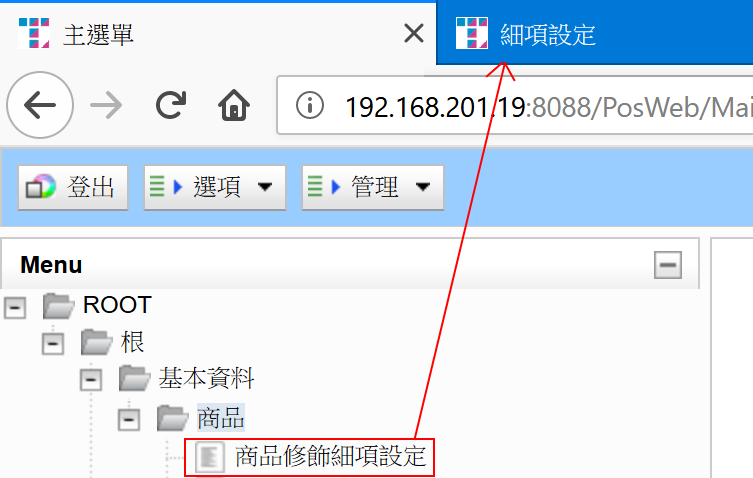 主選單 細項設定
192.168.201.19:8088/PosWeb/Mai
登出 選項 管理
Menu
ROOT
根
基本資料
商品
商品修飾細項設定